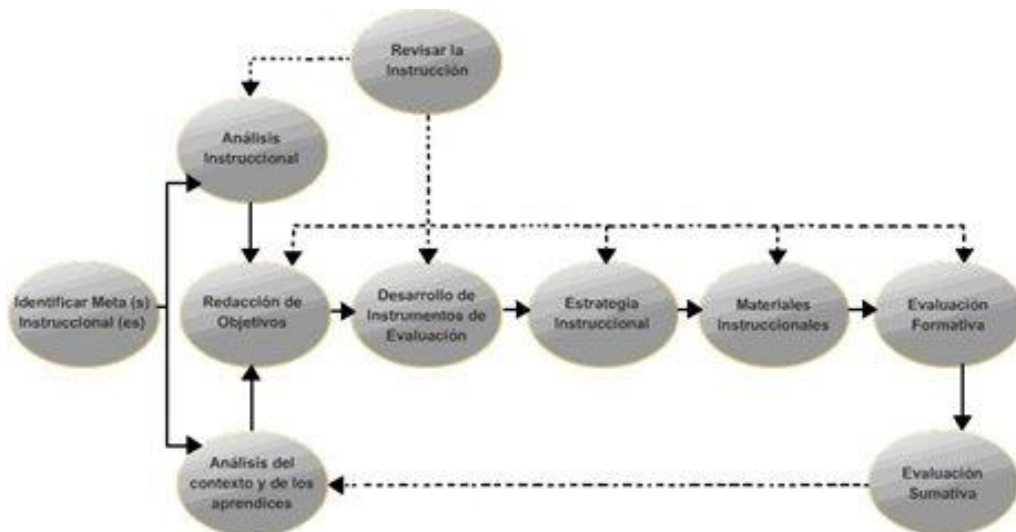 Revisar la
Instrucción
Análisis
Instruccional
Identificar Meta (s)
Instruccional (es)
Redacción de
Objetivos
Desarrollo de
Instrumentos de
Evaluación
Estrategia
Instruccional
Materiales
Instruccionales
Evaluación
Formativa
Análisis del
contexto y de los
aprendices
Evaluación
Sumativa